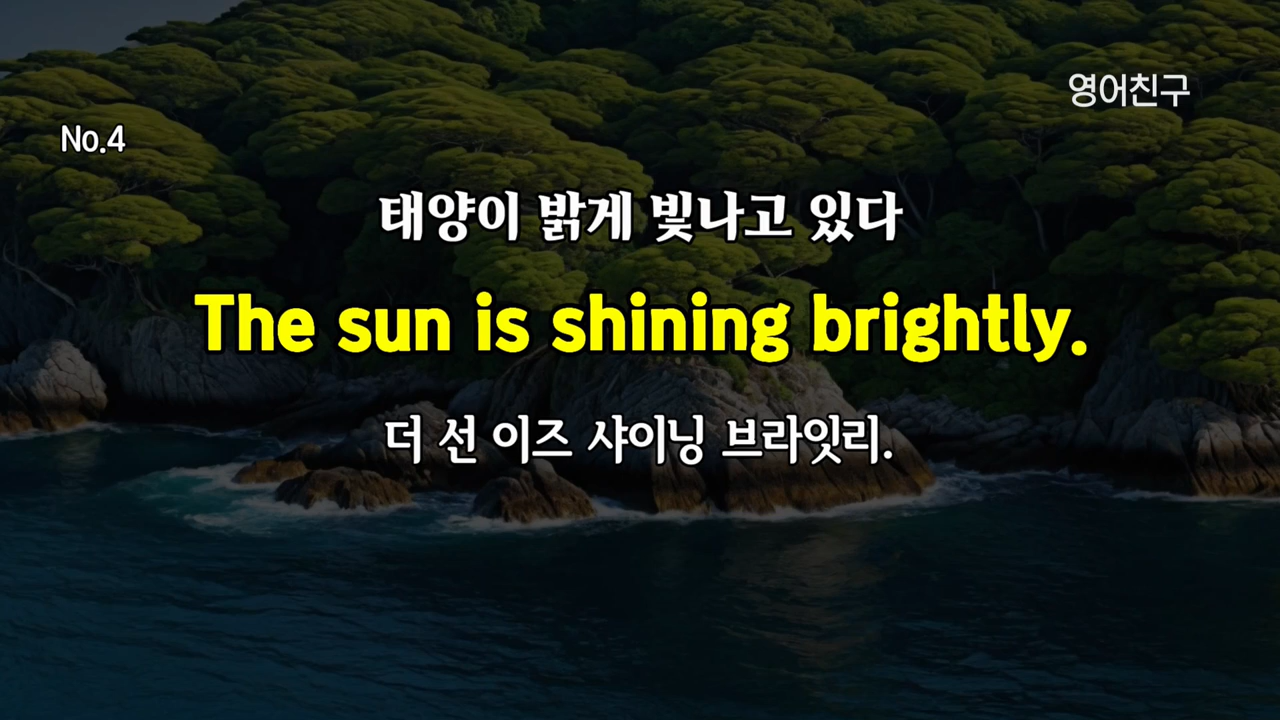 영어친구
No.4
태양이 밝게 빛나고 있다
The sun is shining brightly.
더 선 이즈 샤이닝 브라잇리.